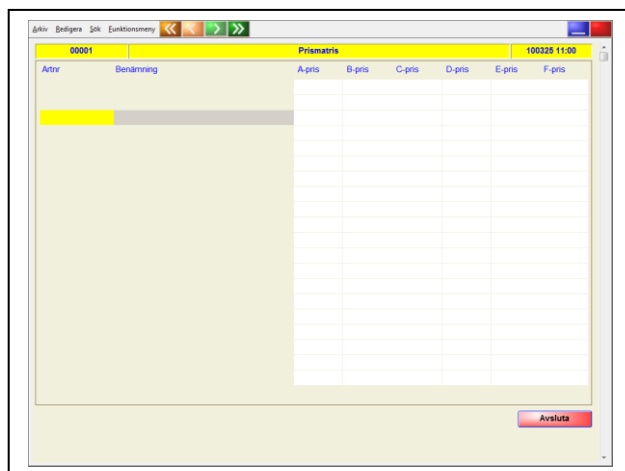 Arkiv Redigera Sök Funktionsmeny
00001 Prismatris 100325 11:00
Artnr Benämning A-pris B-pris C-pris D-pris E-pris F-pris
Avsluta